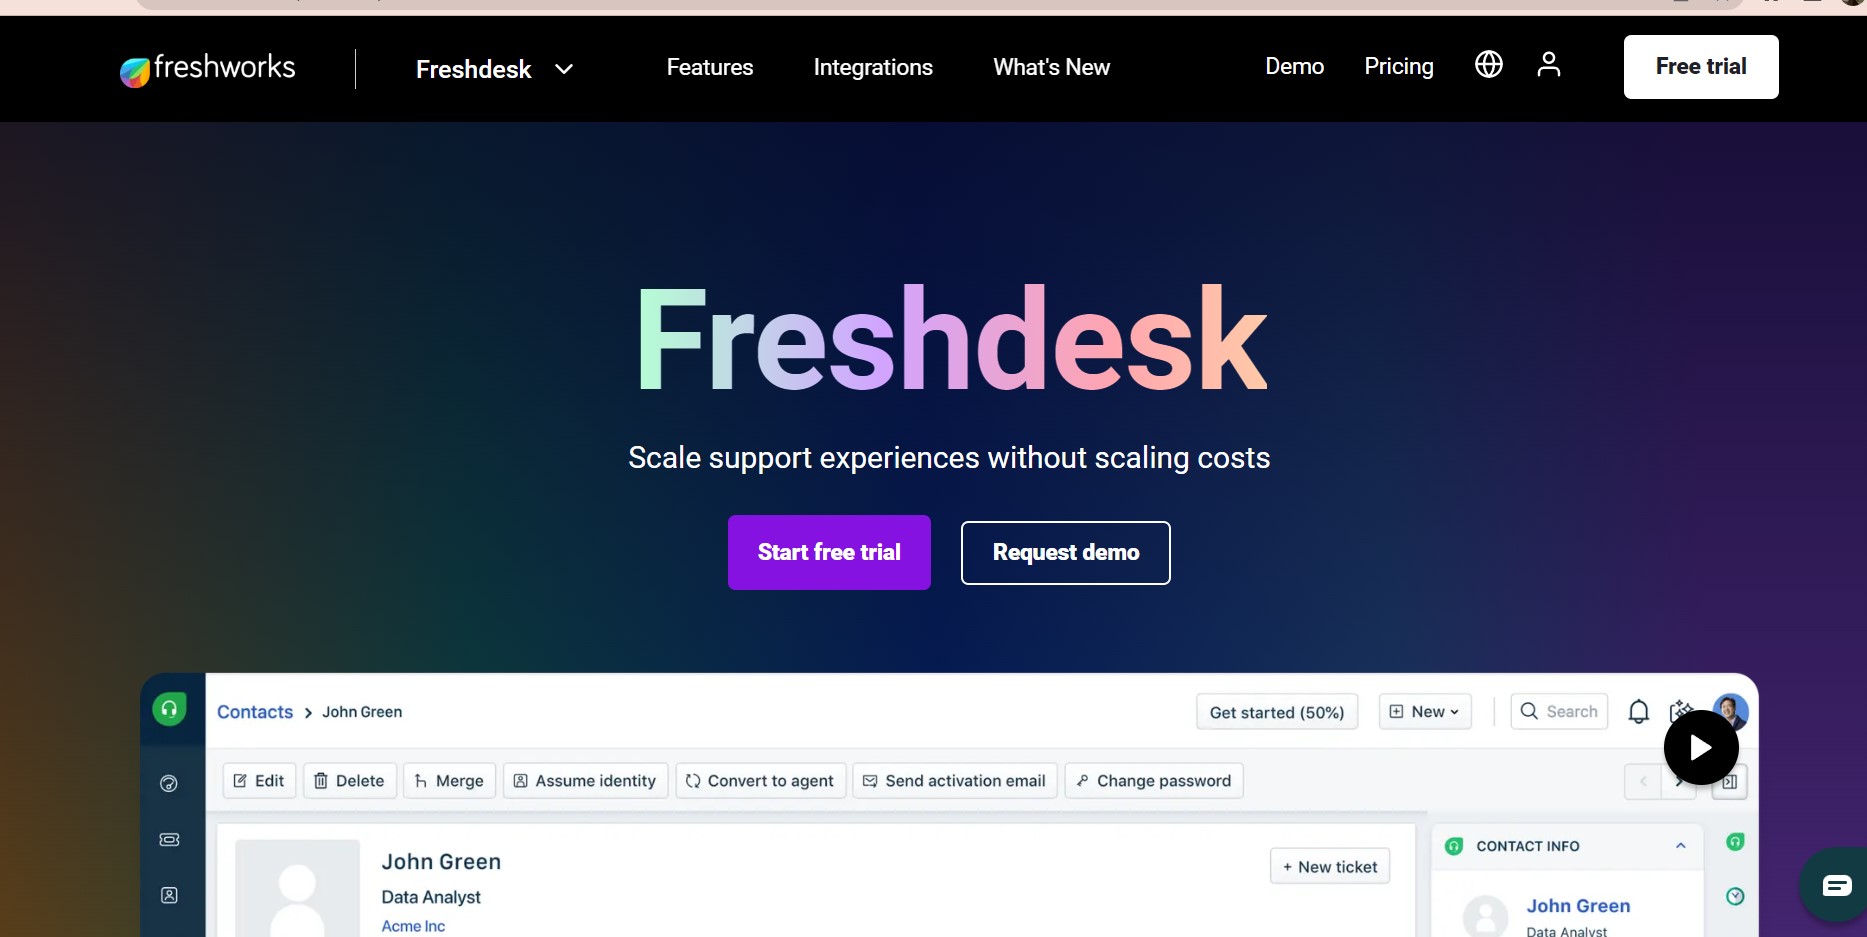 freshworks
Freshdesk
Features
Integrations
What's New
Demo
Pricing
Free trial
Freshdesk
Scale support experiences without scaling costs
Start free trial
Request demo
Contacts > John Green
Get started (50%)
New
Search
Edit
Delete
Merge
Assume identity
Convert to agent
Send activation email
Change password
John Green
Data Analyst
Acme Inc
+ New ticket
CONTACT INFO
John Green
Data Analyst